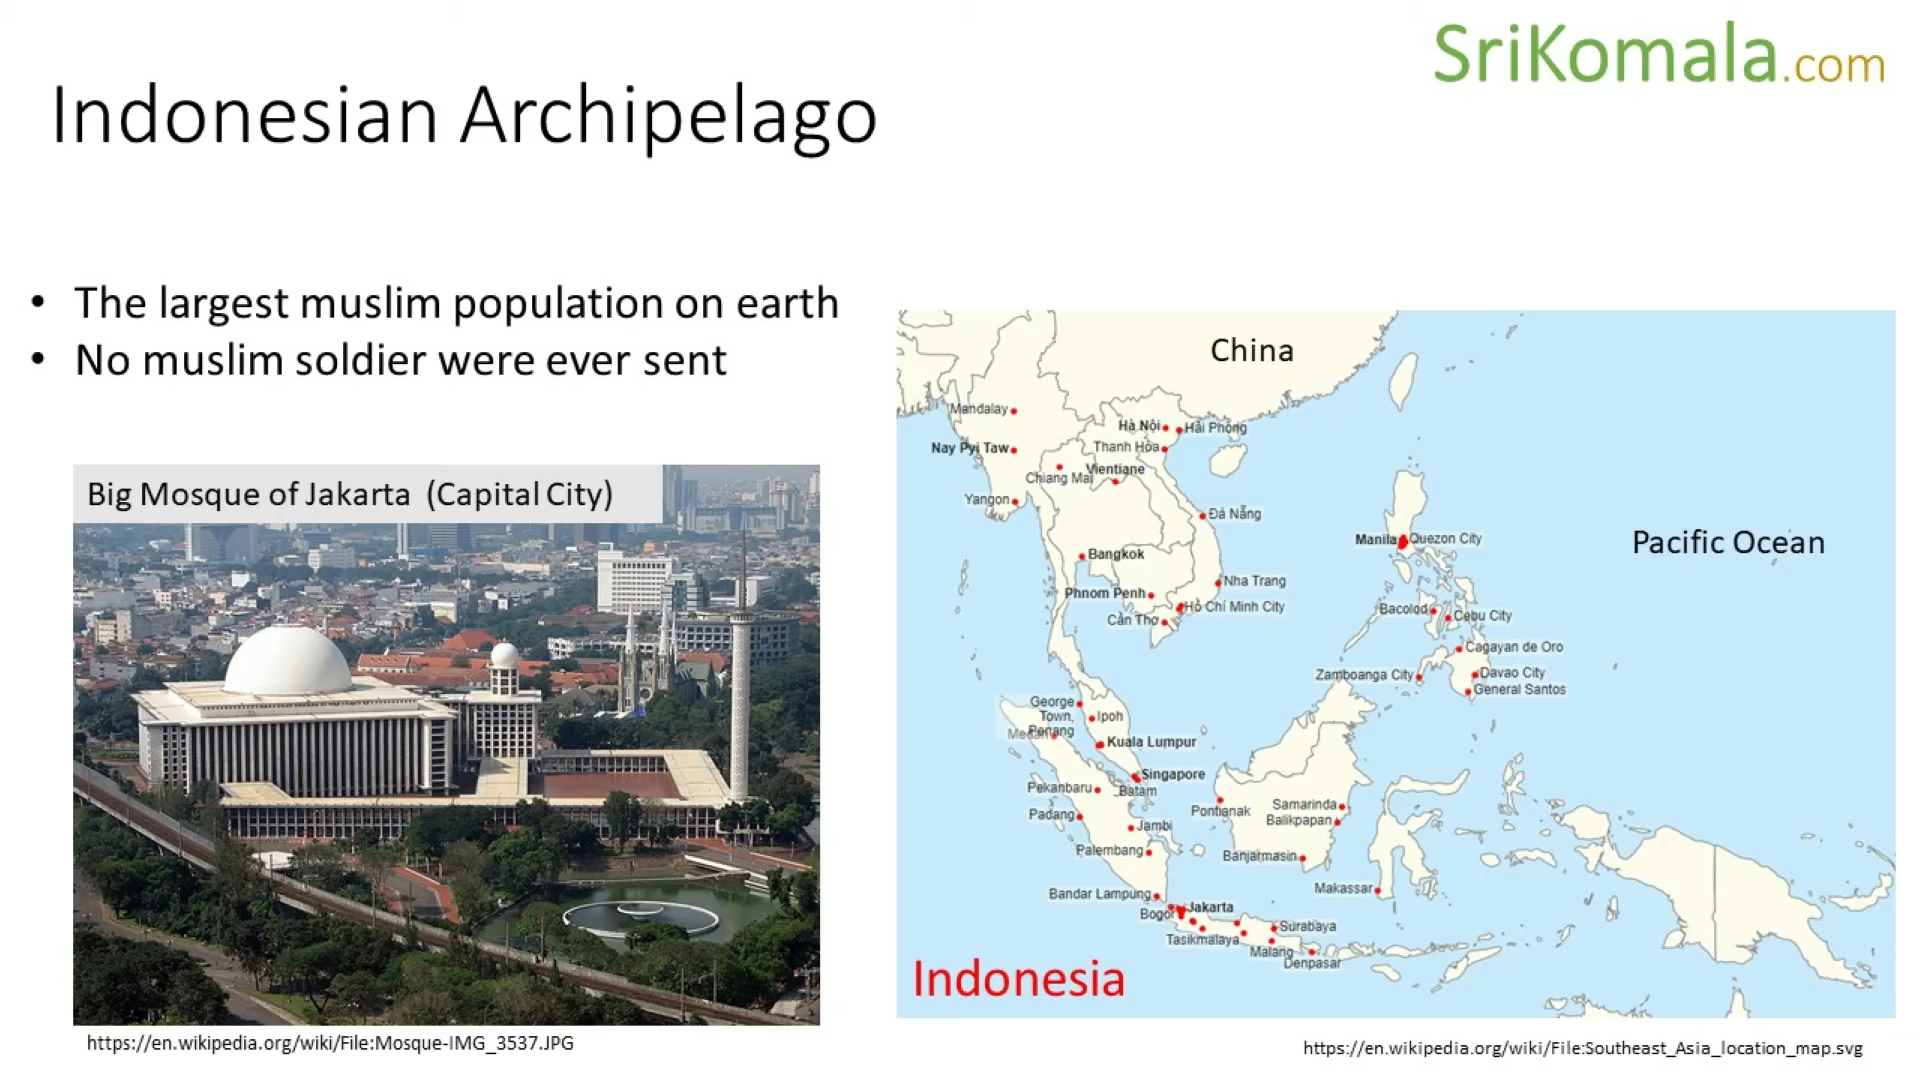 SriKomala.com
Indonesian Archipelago
• The largest muslim population on earth
• No muslim soldier were ever sent
Big Mosque of Jakarta (Capital City)
https://en.wikipedia.org/wiki/File:Mosque-IMG_3537.JPG
China
Mandalay
Hà Nội
Hải Phòng
Nay Pyi Taw
Thanh Hóa
Vientiane
Chiang Mai
Yangon
Đà Nẵng
Manila
Quezon City
Pacific Ocean
Bangkok
Nha Trang
Phnom Penh
Hồ Chí Minh City
Cần Thơ
Bacolod
Cebu City
Cagayan de Oro
Zamboanga City
Davao City
General Santos
George
Town,
Penang
Ipoh
Medan
Kuala Lumpur
Singapore
Pekanbaru
Batam
Pontianak
Samarinda
Balikpapan
Padang
Jambi
Palembang
Banjarmasin
Makassar
Bandar Lampung
Jakarta
Bogor
Surabaya
Tasikmalaya
Malang
Denpasar
Indonesia
https://en.wikipedia.org/wiki/File:Southeast_Asia_location_map.svg